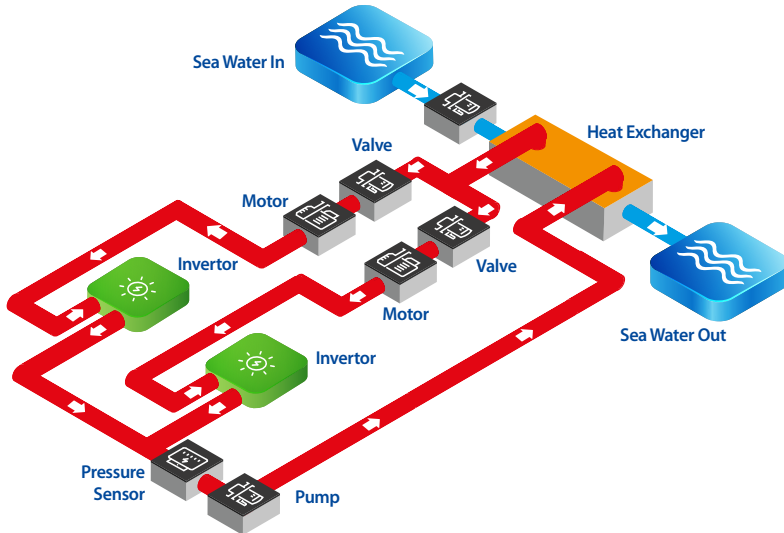 Sea Water In
Heat Exchanger
Valve
Motor
Invertor
Valve
Motor
Sea Water Out
Invertor
Pressure
Sensor
Pump